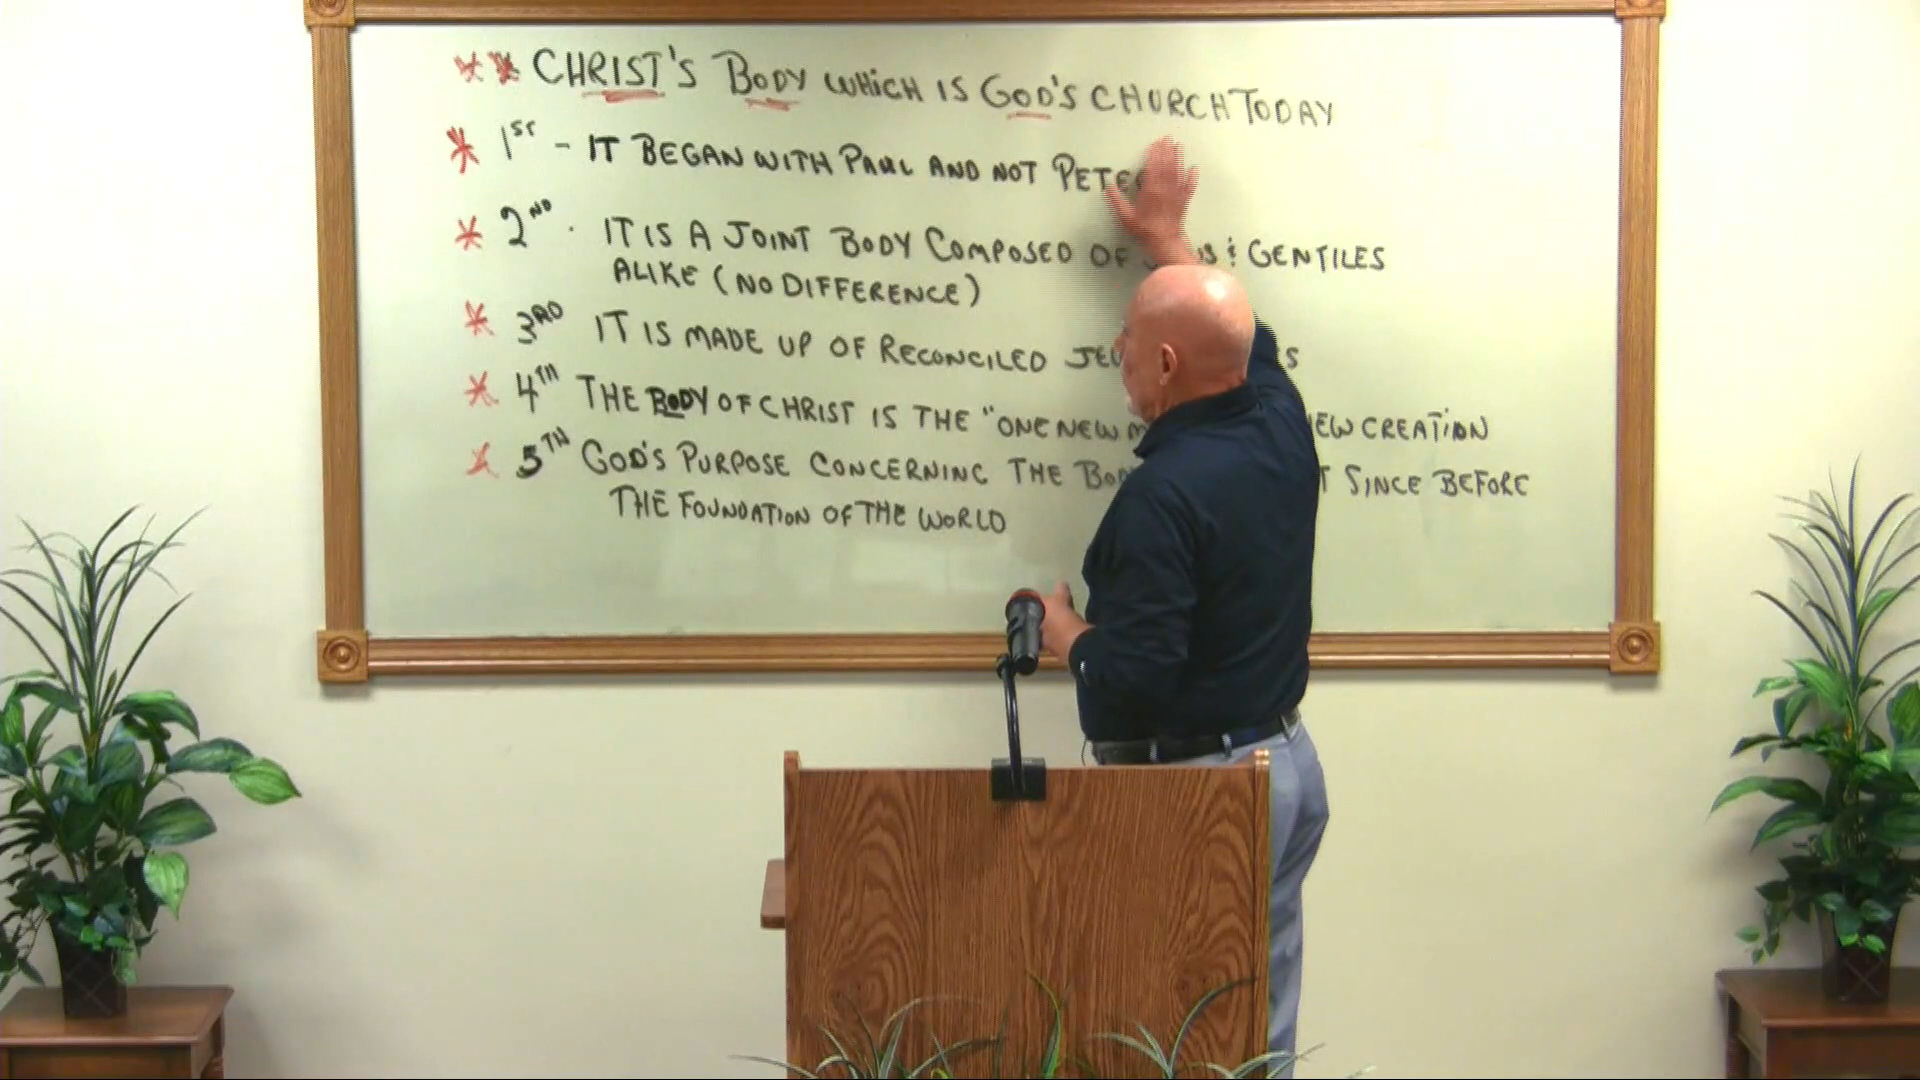 CHRIST'S BODY WHICH IS GOD'S CHURCH TODAY
1ST - IT BEGAN WITH PAUL AND NOT PETE
2ND . IT IS A JOINT BODY COMPOSED OF & GENTILES
ALIKE (NO DIFFERENCE)
3RD IT IS MADE UP OF RECONCILED
4TH THE BODY OF CHRIST IS THE "ONE NEW CREATION
5TH GOD'S PURPOSE CONCERNING THE SINCE BEFORE
THE FOUNDATION OF THE WORLD